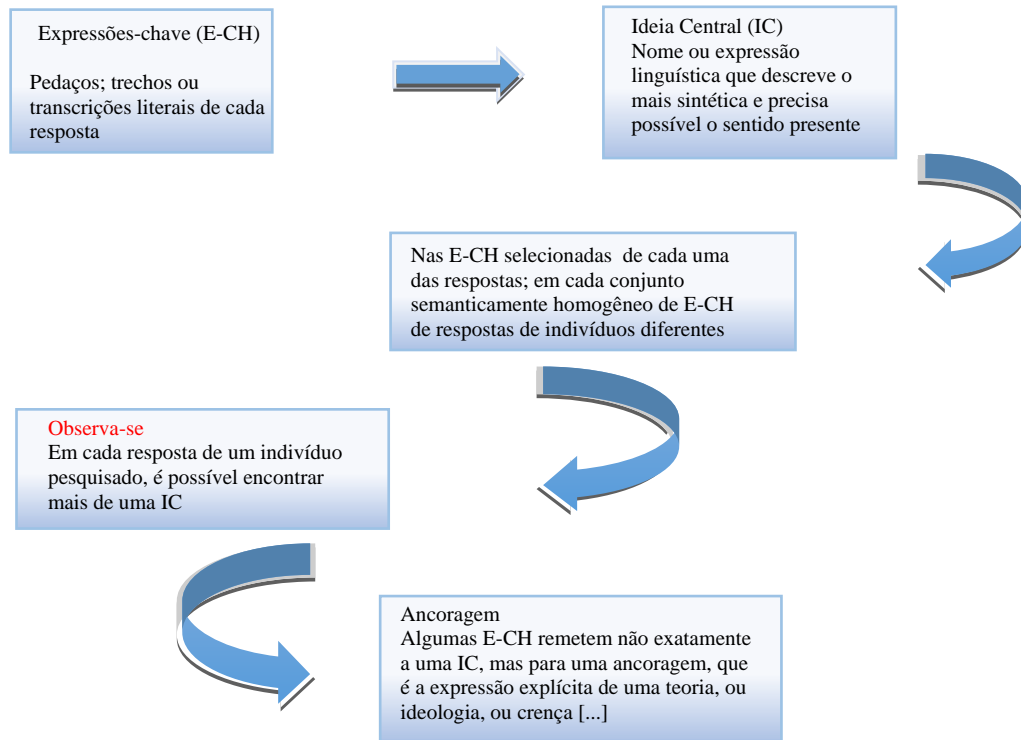 Expressões-chave (E-CH)
Pedaços; trechos ou
transcrições literais de cada
resposta
Ideia Central (IC)
Nome ou expressão
linguística que descreve o
mais sintética e precisa
possível o sentido presente
Nas E-CH selecionadas de cada uma
das respostas; em cada conjunto
semanticamente homogêneo de E-CH
de respostas de indivíduos diferentes
Observa-se
Em cada resposta de um indivíduo
pesquisado, é possível encontrar
mais de uma IC
Ancoragem
Algumas E-CH remetem não exatamente
a uma IC, mas para uma ancoragem, que
é a expressão explícita de uma teoria, ou
ideologia, ou crença [...]